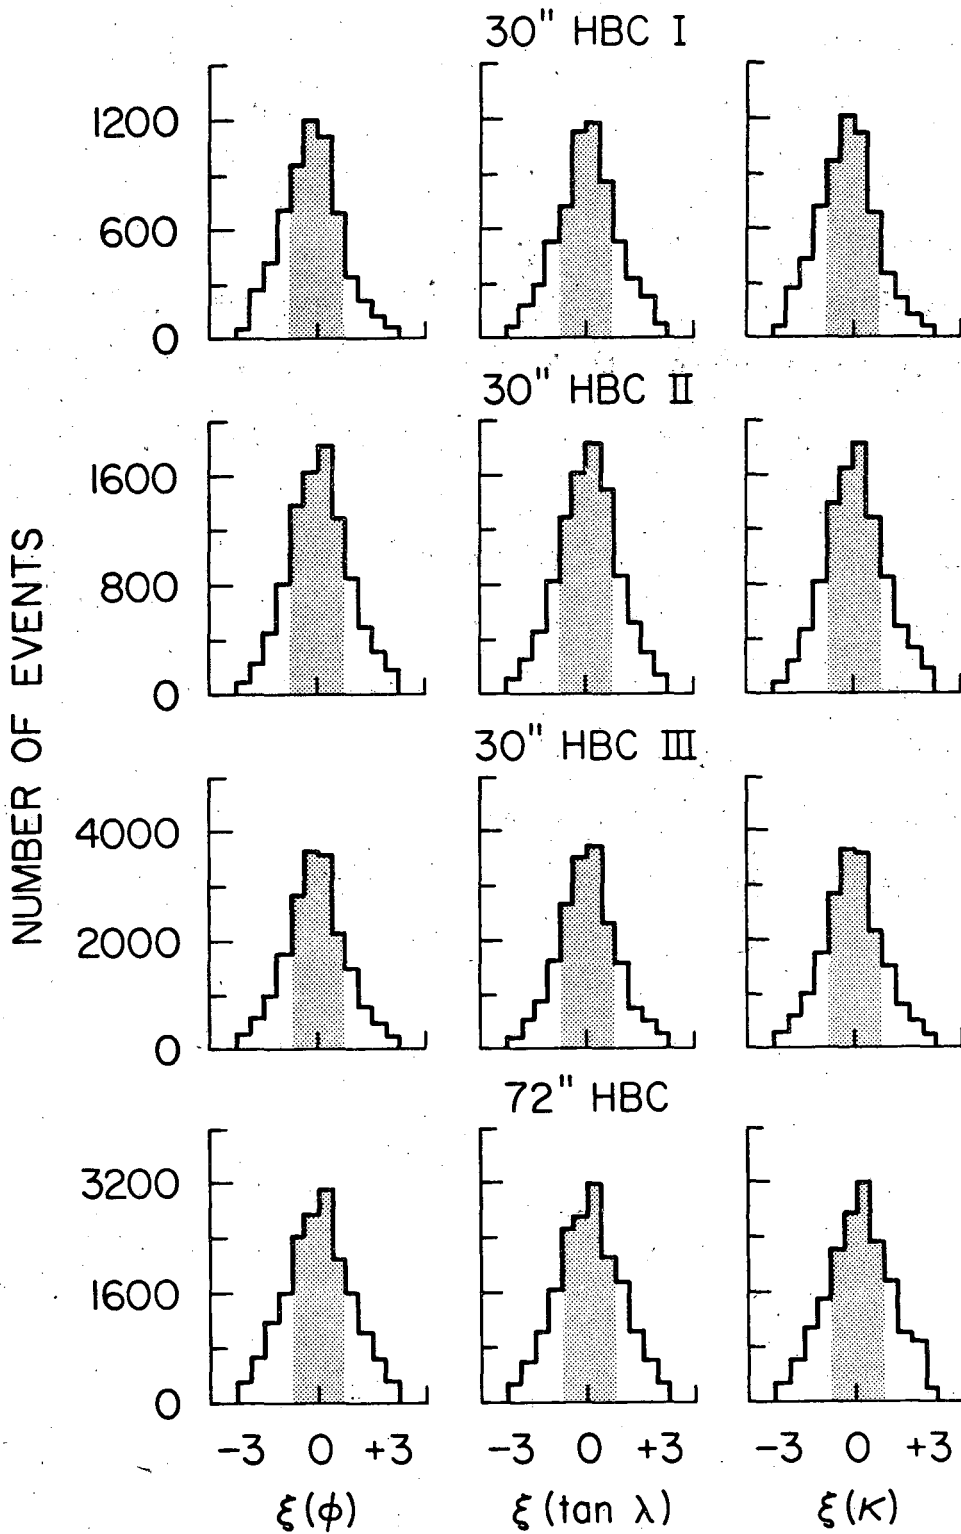 30" HBC I
1200
600
0
30" HBC II
1600
800
0
30" HBC III
4000
2000
0
72" HBC
3200
1600
0
NUMBER OF EVENTS
-3 0 +3 -3 0 +3 -3 0 +3
ξ(ϕ) ξ(tan λ) ξ(κ)